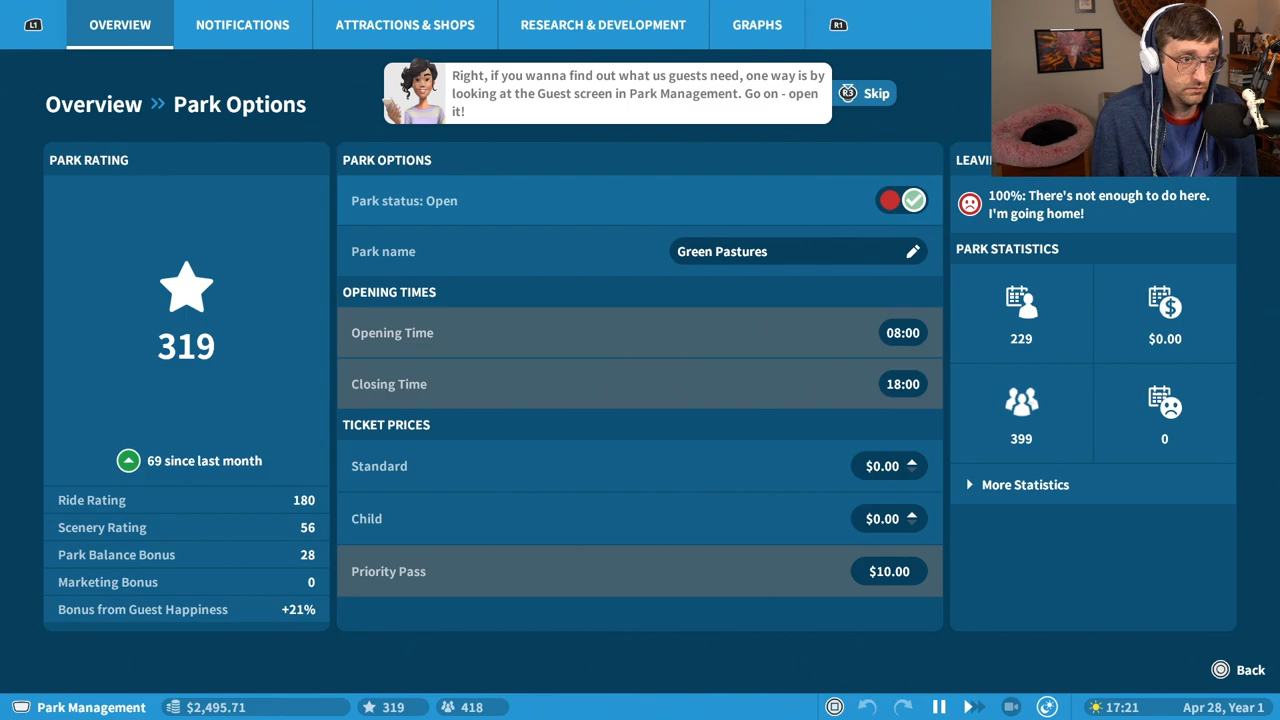 L1
OVERVIEW
NOTIFICATIONS
ATTRACTIONS & SHOPS
RESEARCH & DEVELOPMENT
GRAPHS
R1
Overview » Park Options
Right, if you wanna find out what us guests need, one way is by
looking at the Guest screen in Park Management. Go on - open
it!
R3 Skip
PARK RATING
319
69 since last month
Ride Rating 180
Scenery Rating 56
Park Balance Bonus 28
Marketing Bonus 0
Bonus from Guest Happiness +21%
PARK OPTIONS
Park status: Open
Park name Green Pastures
OPENING TIMES
Opening Time 08:00
Closing Time 18:00
TICKET PRICES
Standard $0.00
Child $0.00
Priority Pass $10.00
100%: There's not enough to do here.
I'm going home!
PARK STATISTICS
229 $0.00
399 0
More Statistics
Back
Park Management $2,495.71 319 418 17:21 Apr 28, Year 1